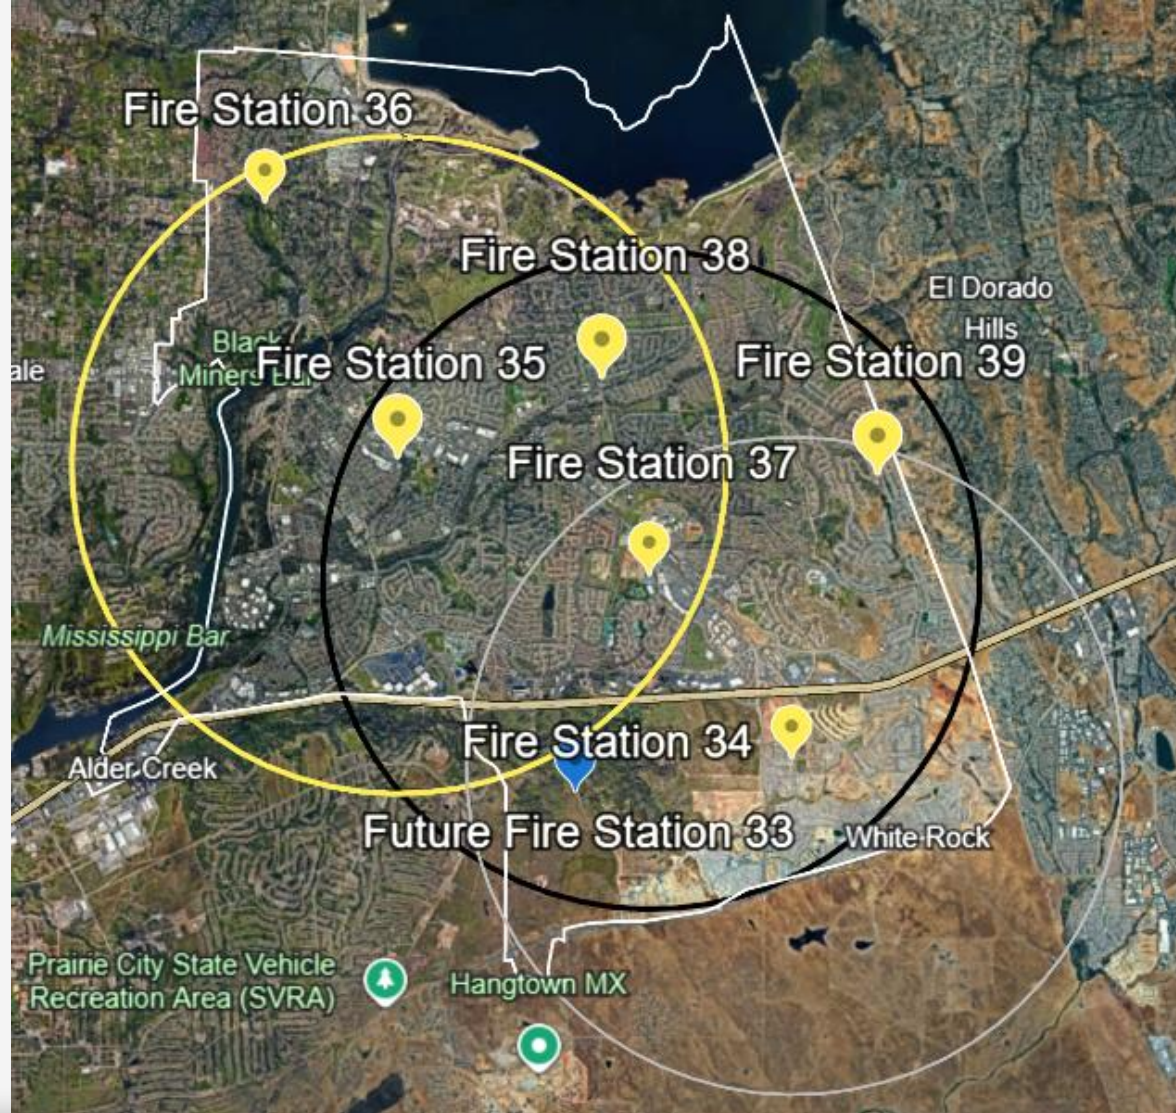 Fire Station 36
Fire Station 38
El Dorado
Hills
Black
Miners Bar
ale
Fire Station 35
Fire Station 39
Fire Station 37
Mississippi Bar
Fire Station 34
Alder Creek
Future Fire Station 33
White Rock
Prairie City State Vehicle
Recreation Area (SVRA)
Hangtown MX